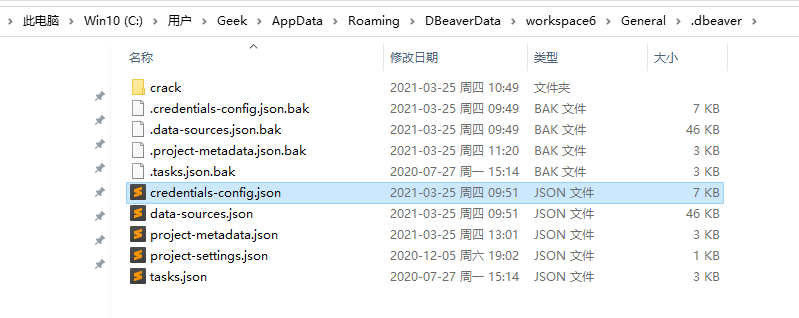 此电脑 > Win10 (C:) > 用户 > Geek > AppData > Roaming > DBeaverData > workspace6 > General > .dbeaver >
名称 修改日期 类型 大小
crack 2021-03-25 周四 10:49 文件夹
.credentials-config.json.bak 2021-03-25 周四 09:49 BAK 文件 7 KB
.data-sources.json.bak 2021-03-25 周四 09:49 BAK 文件 46 KB
.project-metadata.json.bak 2021-03-25 周四 11:20 BAK 文件 3 KB
.tasks.json.bak 2020-07-27 周一 15:14 BAK 文件 3 KB
credentials-config.json 2021-03-25 周四 09:51 JSON 文件 7 KB
data-sources.json 2021-03-25 周四 09:51 JSON 文件 46 KB
project-metadata.json 2021-03-25 周四 13:01 JSON 文件 3 KB
project-settings.json 2020-12-05 周六 19:02 JSON 文件 1 KB
tasks.json 2020-07-27 周一 15:14 JSON 文件 3 KB